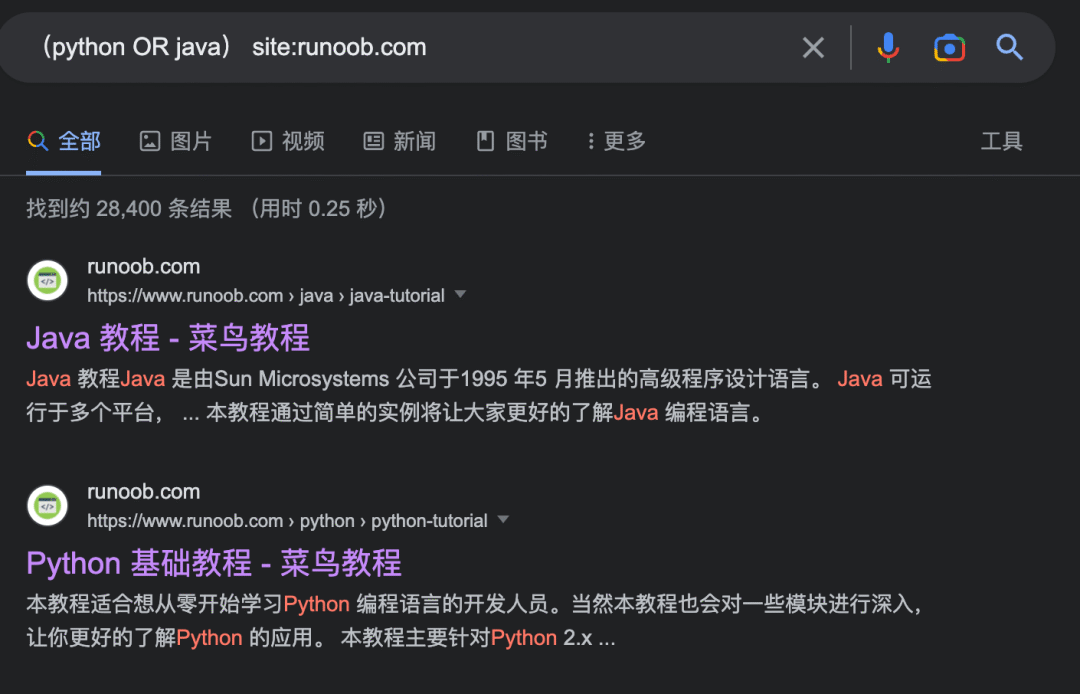 （python OR java） site:runoob.com
全部 图片 视频 新闻 图书 更多 工具
找到约 28,400 条结果 （用时 0.25 秒）
runoob.com
https://www.runoob.com › java › java-tutorial
Java 教程 - 菜鸟教程
Java 教程Java 是由Sun Microsystems 公司于1995 年5 月推出的高级程序设计语言。 Java 可运
行于多个平台， ... 本教程通过简单的实例将让大家更好的了解Java 编程语言。
runoob.com
https://www.runoob.com › python › python-tutorial
Python 基础教程 - 菜鸟教程
本教程适合想从零开始学习Python 编程语言的开发人员。当然本教程也会对一些模块进行深入，
让你更好的了解Python 的应用。 本教程主要针对Python 2.x ...